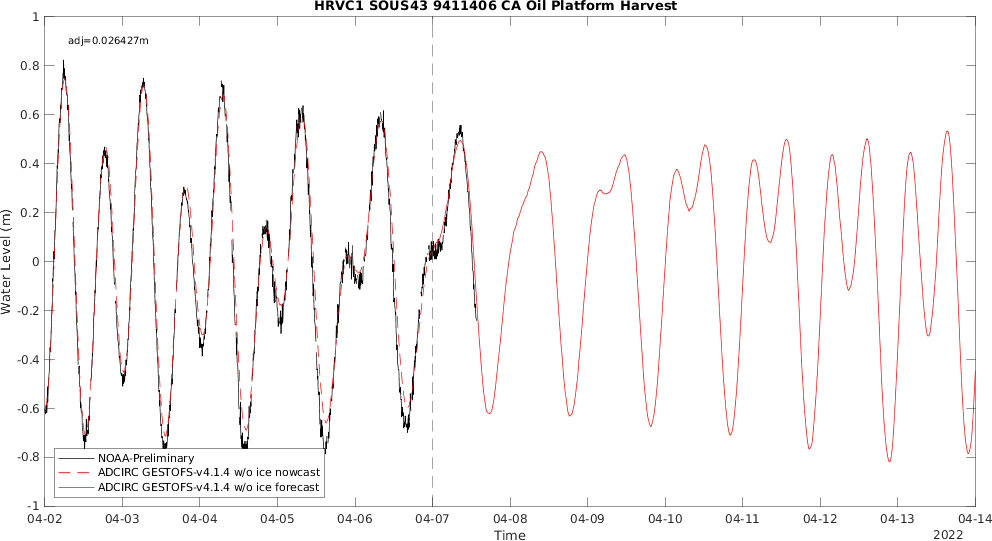 HRVC1 SOUS43 9411406 CA Oil Platform Harvest
adj=0.026427m
Water Level (m)
1
0.8
0.6
0.4
0.2
0
-0.2
-0.4
-0.6
-0.8
-1
NOAA-Preliminary
ADCIRC GESTOFS-v4.1.4 w/o ice nowcast
ADCIRC GESTOFS-v4.1.4 w/o ice forecast
04-02 04-03 04-04 04-05 04-06 04-07 04-08 04-09 04-10 04-11 04-12 04-13 04-14
Time
2022